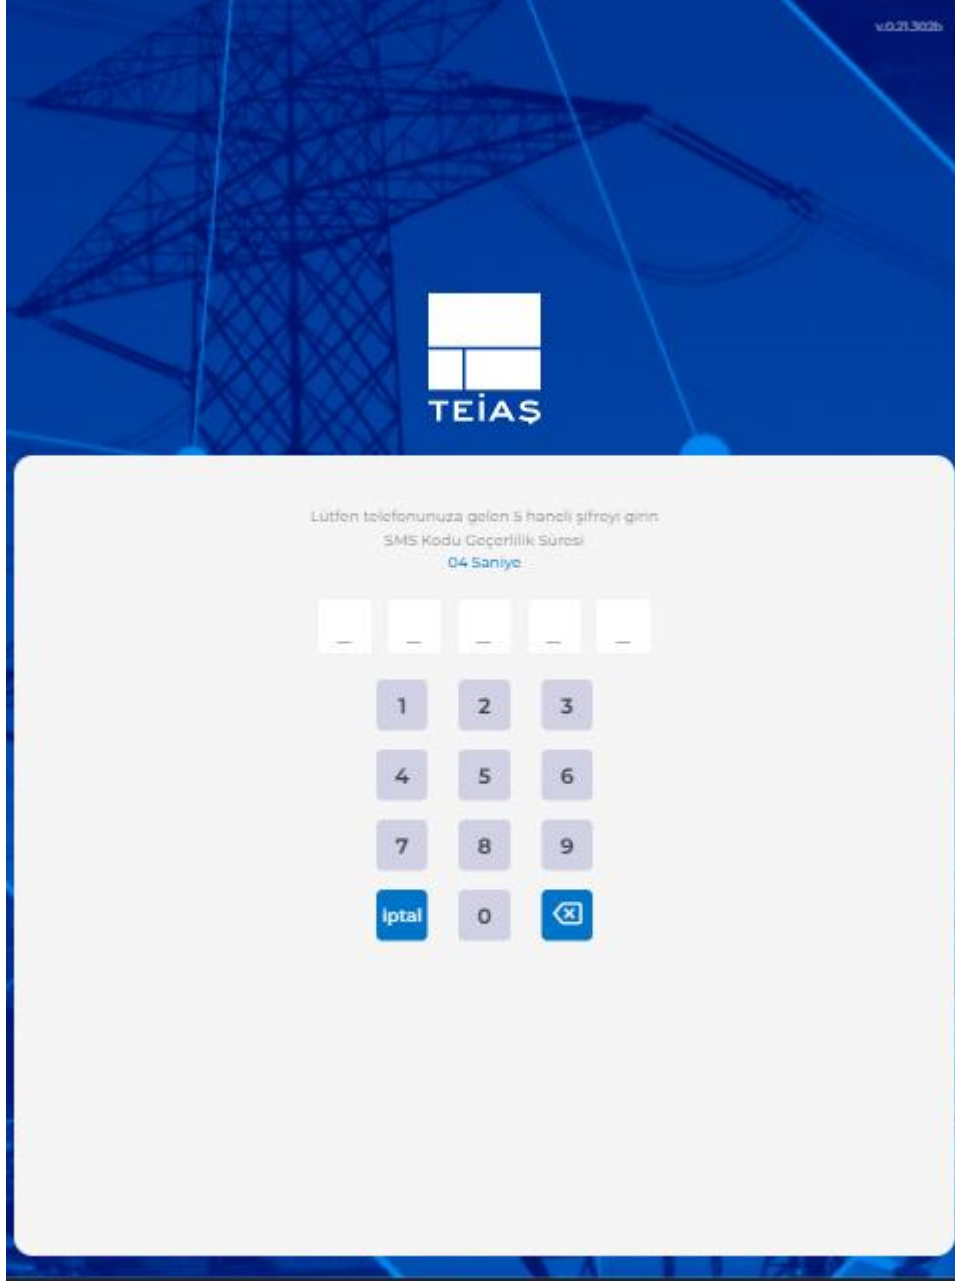 v.0.21.302b
TEİAŞ
Lütfen telefonunuza gelen 5 haneli şifreyi girin
SMS Kodu Geçerlilik Süresi
04 Saniye
_ _ _ _ _
1 2 3
4 5 6
7 8 9
iptal 0